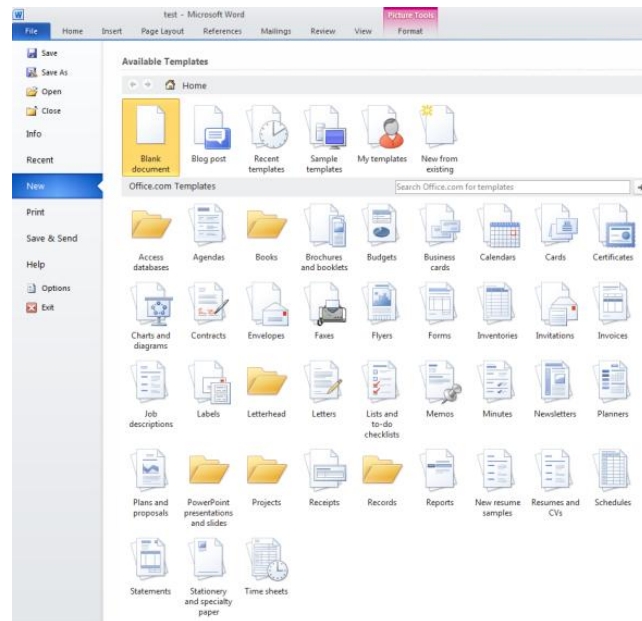 test - Microsoft Word
Picture Tools
File Home Insert Page Layout References Mailings Review View Format
Save
Save As
Open
Close
Info
Recent
New
Print
Save & Send
Help
Options
Exit
Available Templates
Home
Blank document
Blog post
Recent templates
Sample templates
My templates
New from existing
Office.com Templates
Search Office.com for templates
Access databases
Agendas
Books
Brochures and booklets
Budgets
Business cards
Calendars
Cards
Certificates
Charts and diagrams
Contracts
Envelopes
Faxes
Flyers
Forms
Inventories
Invitations
Invoices
Job descriptions
Labels
Letterhead
Letters
Lists and to-do checklists
Memos
Minutes
Newsletters
Planners
Plans and proposals
PowerPoint presentations and slides
Projects
Receipts
Records
Reports
New resume samples
Resumes and CVs
Schedules
Statements
Stationery and specialty paper
Time sheets